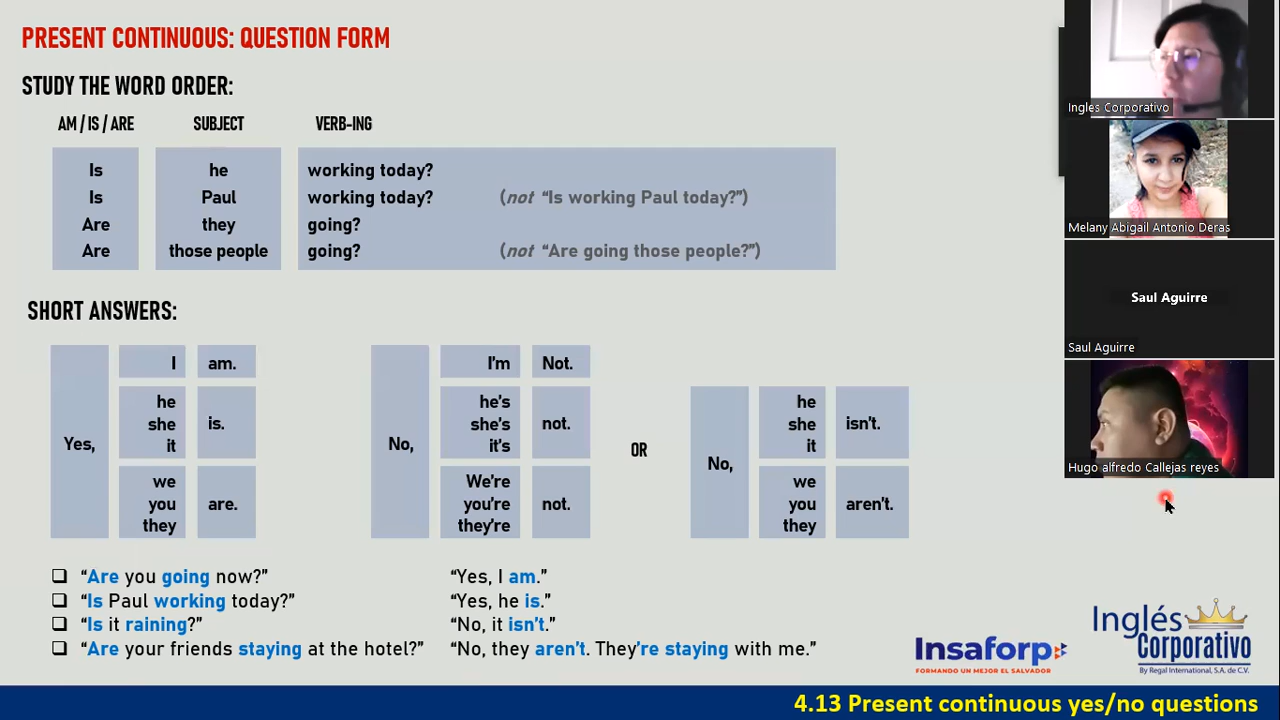 PRESENT CONTINUOUS: QUESTION FORM
STUDY THE WORD ORDER:
AM / IS / ARE SUBJECT VERB-ING
Is he working today?
Is Paul working today? (not “Is working Paul today?”)
Are they going?
Are those people going? (not “Are going those people?”)
SHORT ANSWERS:
Yes,
I am.
he
she is.
it
we
you are.
they
No,
I'm Not.
he's
she's not.
it's
We're
you're not.
they're
OR
No,
he
she isn't.
it
we
you aren't.
they
❑ “Are you going now?” “Yes, I am.”
❑ “Is Paul working today?” “Yes, he is.”
❑ “Is it raining?” “No, it isn't.”
❑ “Are your friends staying at the hotel?” “No, they aren't. They're staying with me.”
Ingles Corporativo
Melany Abigail Antonio Deras
Saul Aguirre
Saul Aguirre
Hugo alfredo Callejas reyes
Insaforp
FORMANDO UN MEJOR EL SALVADOR
Inglés
Corporativo
By Regal International, S.A. de C.V.
4.13 Present continuous yes/no questions